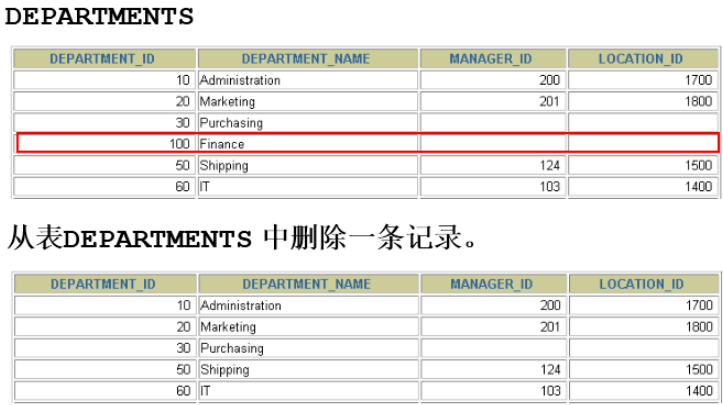 DEPARTMENTS
DEPARTMENT_ID DEPARTMENT_NAME MANAGER_ID LOCATION_ID
10 Administration 200 1700
20 Marketing 201 1800
30 Purchasing
100 Finance
50 Shipping 124 1500
60 IT 103 1400
从表DEPARTMENTS 中删除一条记录。
DEPARTMENT_ID DEPARTMENT_NAME MANAGER_ID LOCATION_ID
10 Administration 200 1700
20 Marketing 201 1800
30 Purchasing
50 Shipping 124 1500
60 IT 103 1400